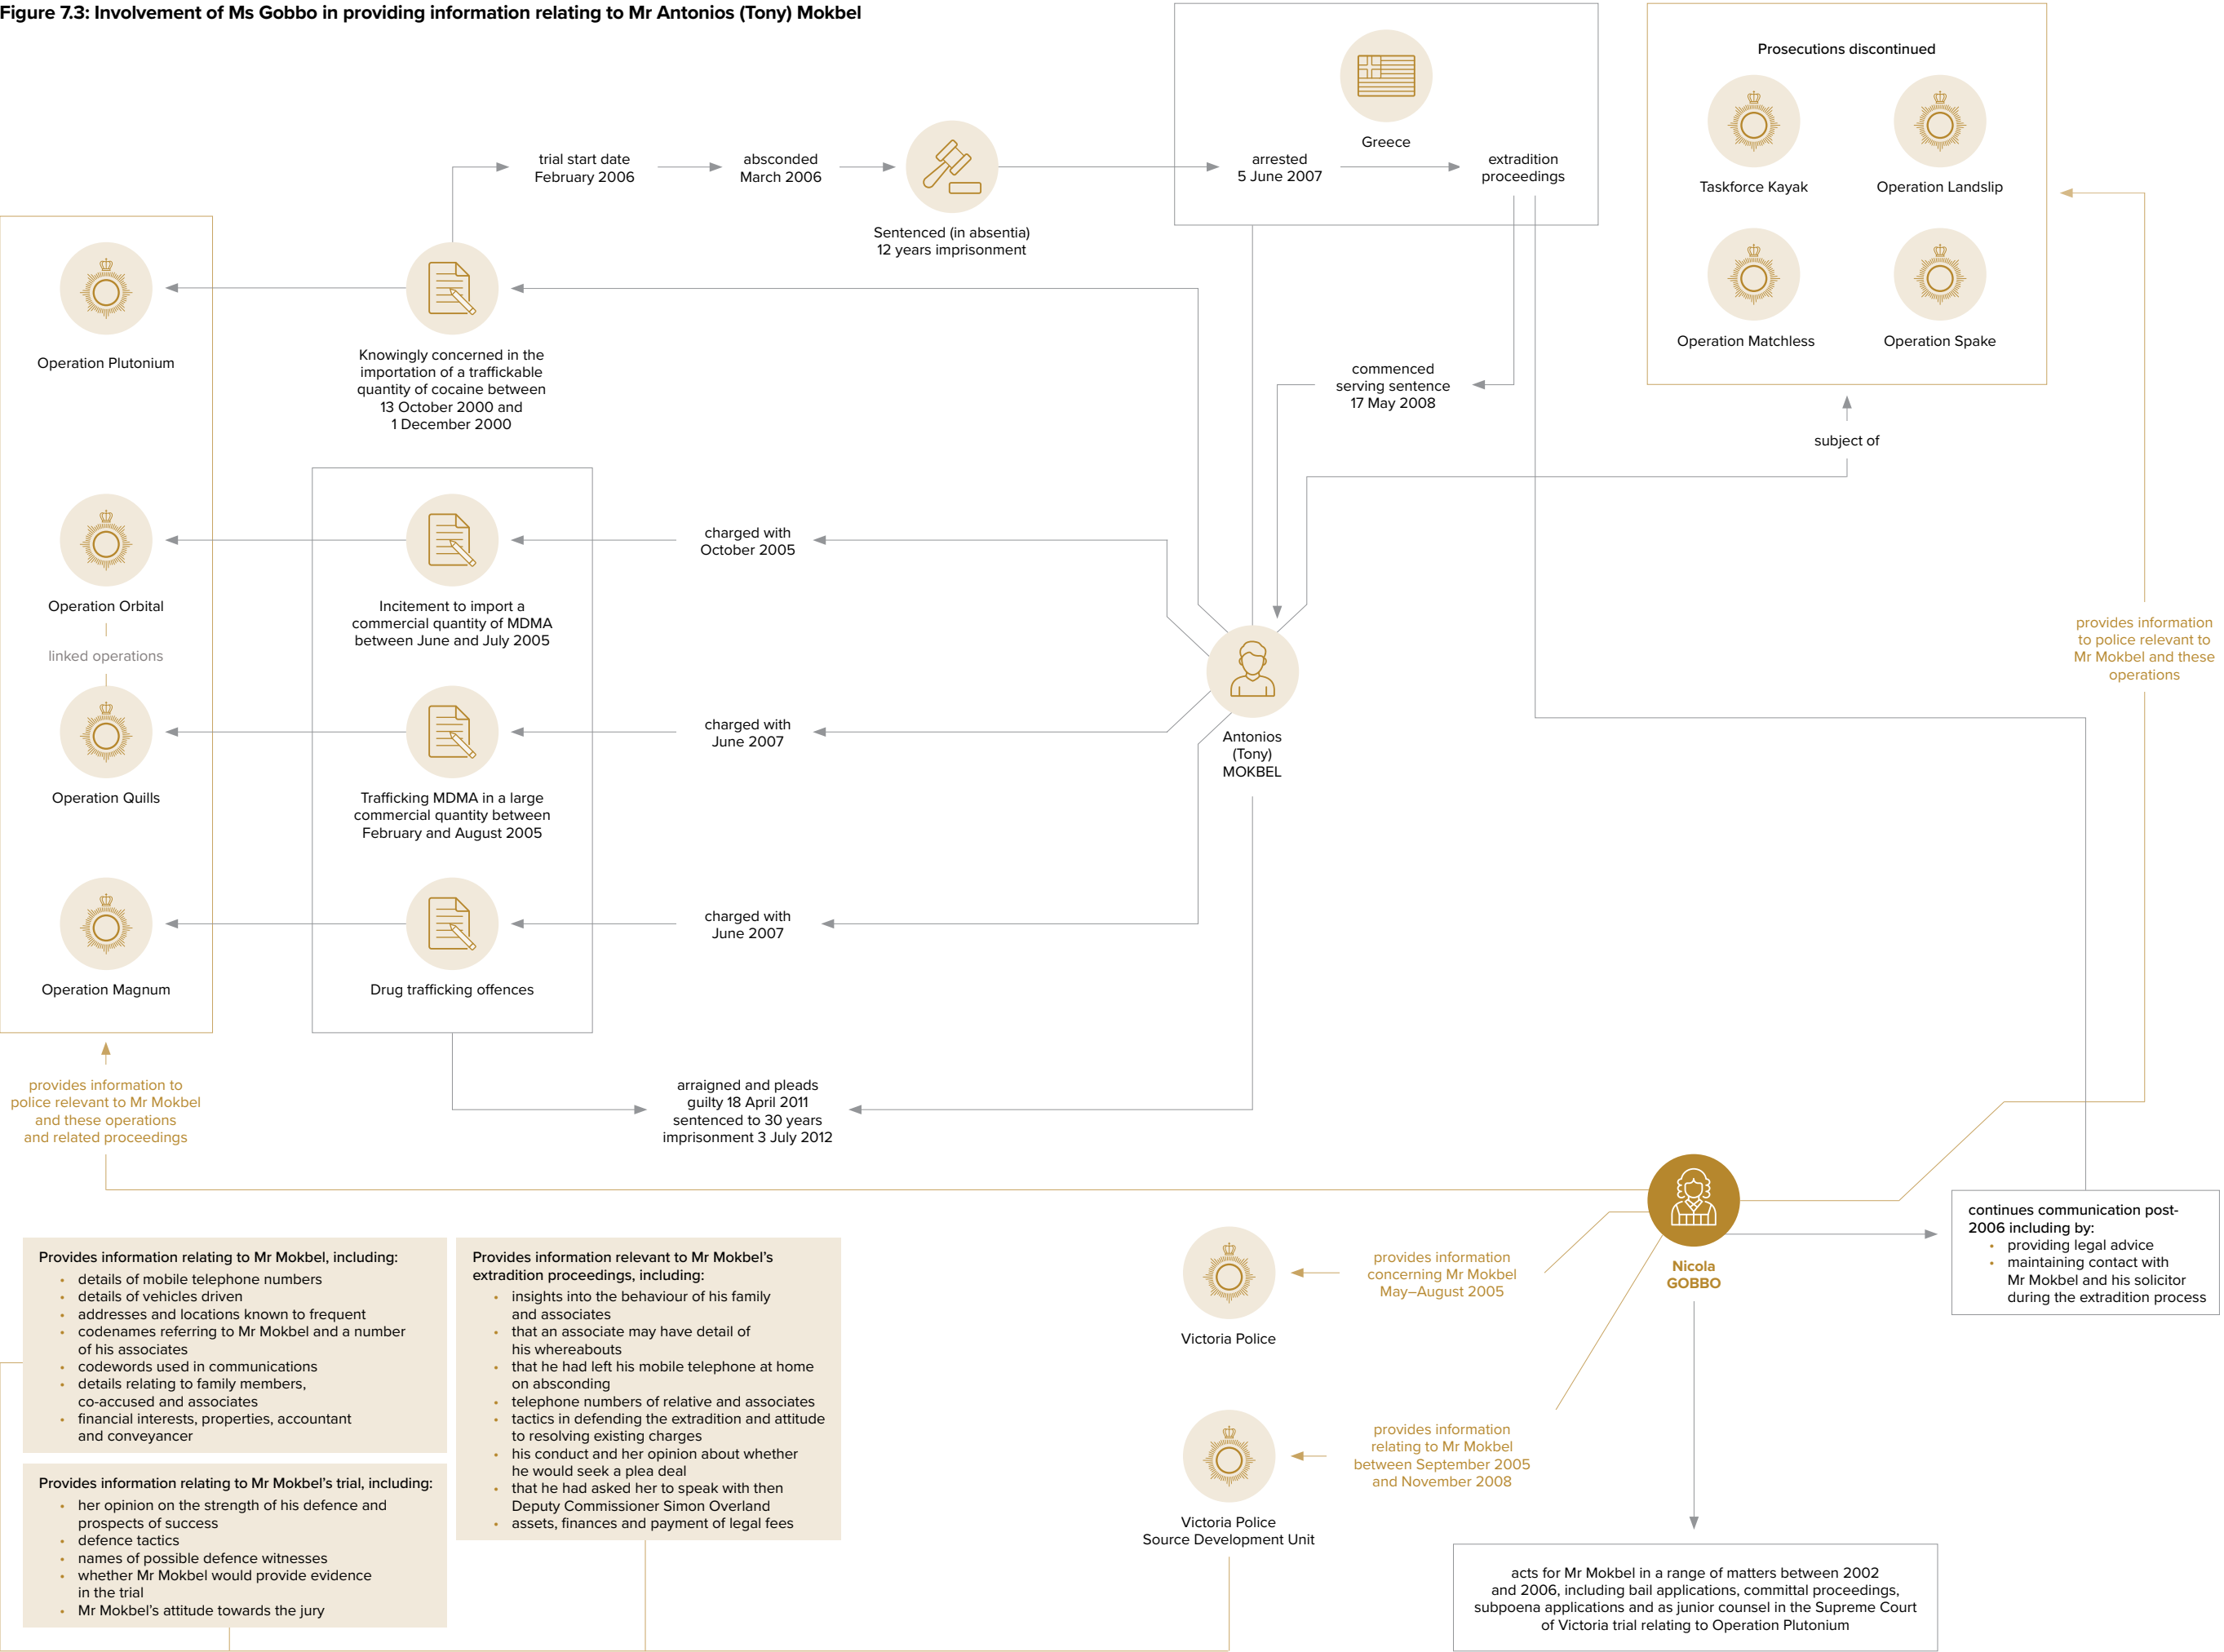 Figure 7.3: Involvement of Ms Gobbo in providing information relating to Mr Antonios (Tony) Mokbel
Prosecutions discontinued
Taskforce Kayak
Operation Landslip
Operation Matchless
Operation Spake
Greece
trial start date
February 2006
absconded
March 2006
Sentenced (in absentia)
12 years imprisonment
arrested
5 June 2007
extradition
proceedings
Operation Plutonium
Knowingly concerned in the
importation of a traffickable
quantity of cocaine between
13 October 2000 and
1 December 2000
commenced
serving sentence
17 May 2008
subject of
Operation Orbital
linked operations
Incitement to import a
commercial quantity of MDMA
between June and July 2005
charged with
October 2005
Operation Quills
Trafficking MDMA in a large
commercial quantity between
February and August 2005
charged with
June 2007
Antonios
(Tony)
MOKBEL
provides information
to police relevant to
Mr Mokbel and these
operations
Operation Magnum
Drug trafficking offences
charged with
June 2007
provides information to
police relevant to Mr Mokbel
and these operations
and related proceedings
arraigned and pleads
guilty 18 April 2011
sentenced to 30 years
imprisonment 3 July 2012
Nicola
GOBBO
continues communication post-
2006 including by:
• providing legal advice
• maintaining contact with
Mr Mokbel and his solicitor
during the extradition process
Provides information relating to Mr Mokbel, including:
• details of mobile telephone numbers
• details of vehicles driven
• addresses and locations known to frequent
• codenames referring to Mr Mokbel and a number
of his associates
• codewords used in communications
• details relating to family members,
co-accused and associates
• financial interests, properties, accountant
and conveyancer
Provides information relating to Mr Mokbel's trial, including:
• her opinion on the strength of his defence and
prospects of success
• defence tactics
• names of possible defence witnesses
• whether Mr Mokbel would provide evidence
in the trial
• Mr Mokbel's attitude towards the jury
Provides information relevant to Mr Mokbel's
extradition proceedings, including:
• insights into the behaviour of his family
and associates
• that an associate may have detail of
his whereabouts
• that he had left his mobile telephone at home
on absconding
• telephone numbers of relative and associates
• tactics in defending the extradition and attitude
to resolving existing charges
• his conduct and her opinion about whether
he would seek a plea deal
• that he had asked her to speak with then
Deputy Commissioner Simon Overland
• assets, finances and payment of legal fees
Victoria Police
provides information
concerning Mr Mokbel
May–August 2005
Victoria Police
Source Development Unit
provides information
relating to Mr Mokbel
between September 2005
and November 2008
acts for Mr Mokbel in a range of matters between 2002
and 2006, including bail applications, committal proceedings,
subpoena applications and as junior counsel in the Supreme Court
of Victoria trial relating to Operation Plutonium